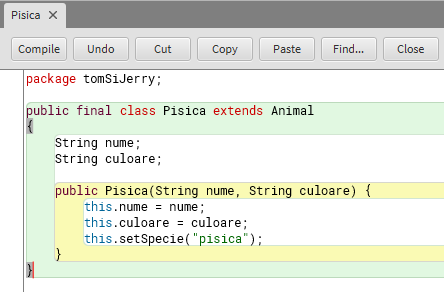 Pisica ×
Compile Undo Cut Copy Paste Find... Close
package tomSiJerry;
public final class Pisica extends Animal
{
String nume;
String culoare;
public Pisica(String nume, String culoare) {
this.nume = nume;
this.culoare = culoare;
this.setSpecie("pisica");
}
}